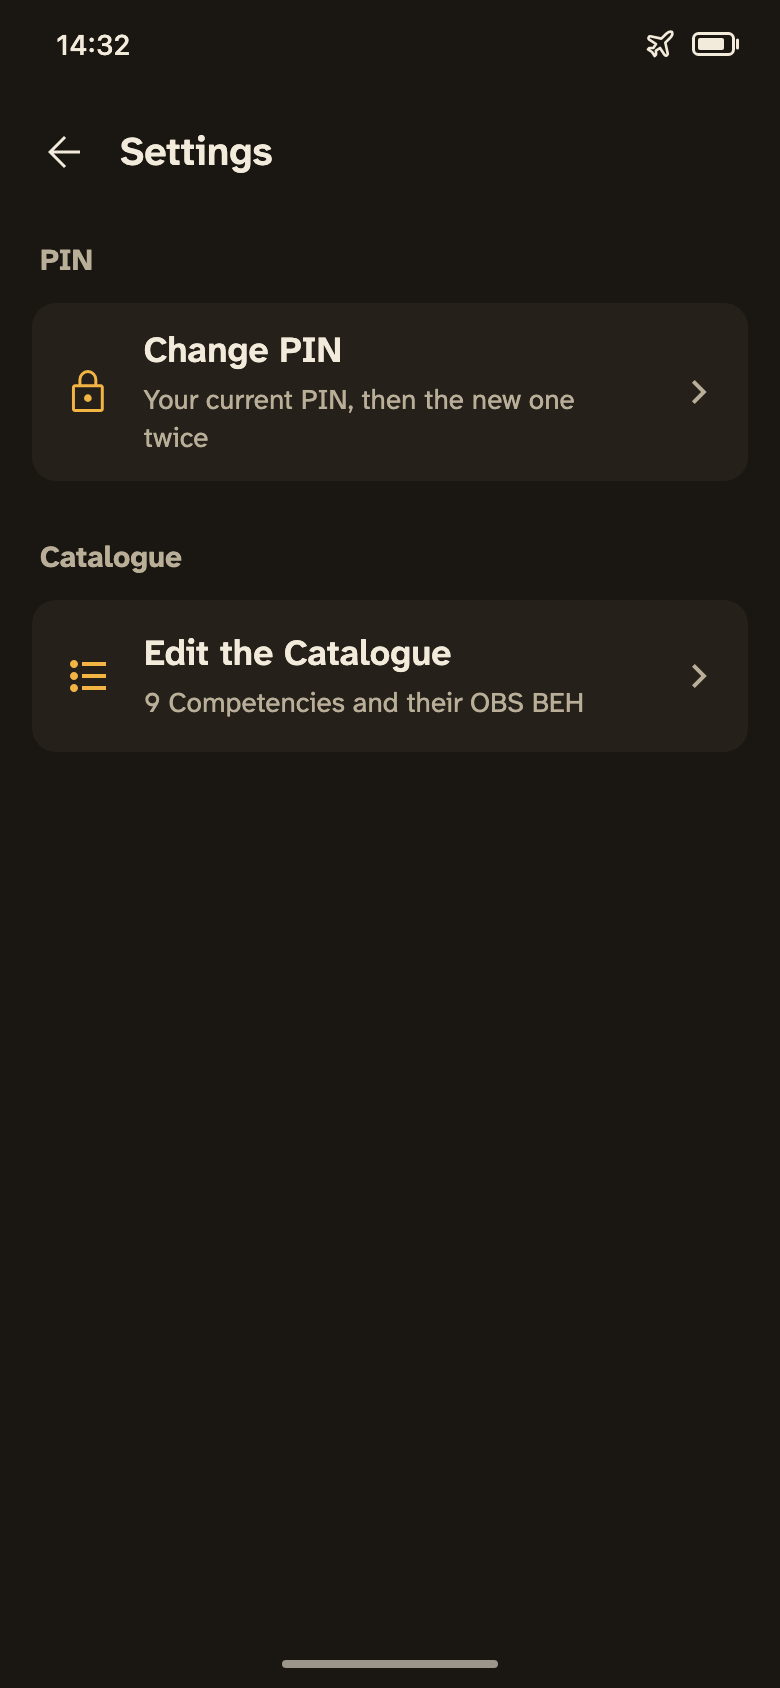 14:32
Settings
PIN
Change PIN
Your current PIN, then the new one
twice
Catalogue
Edit the Catalogue
9 Competencies and their OBS BEH